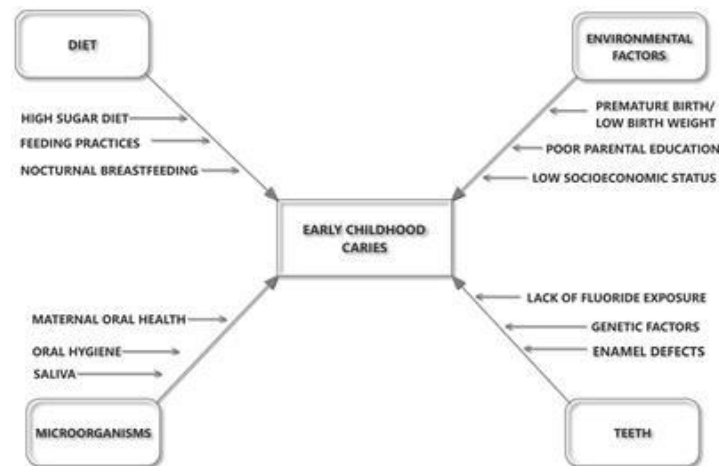 DIET
HIGH SUGAR DIET
FEEDING PRACTICES
NOCTURNAL BREASTFEEDING
ENVIRONMENTAL
FACTORS
PREMATURE BIRTH/
LOW BIRTH WEIGHT
POOR PARENTAL EDUCATION
LOW SOCIOECONOMIC STATUS
EARLY CHILDHOOD
CARIES
MATERNAL ORAL HEALTH
ORAL HYGIENE
SALIVA
MICROORGANISMS
LACK OF FLUORIDE EXPOSURE
GENETIC FACTORS
ENAMEL DEFECTS
TEETH